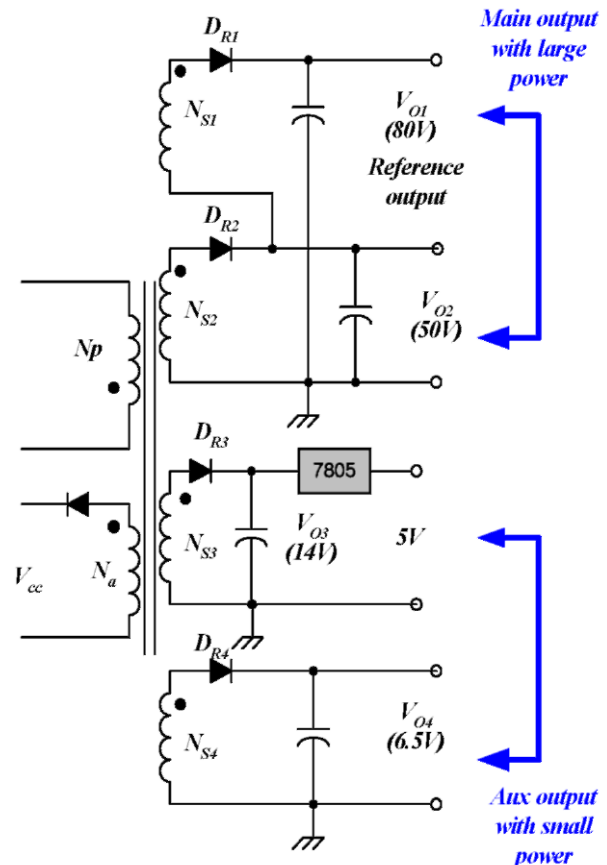 Main output
with large
power
D_R1
N_S1
V_O1
(80V)
Reference
output
D_R2
N_S2
V_O2
(50V)
Np
D_R3
7805
N_S3
V_O3
(14V)
5V
V_cc
N_a
D_R4
N_S4
V_O4
(6.5V)
Aux output
with small
power